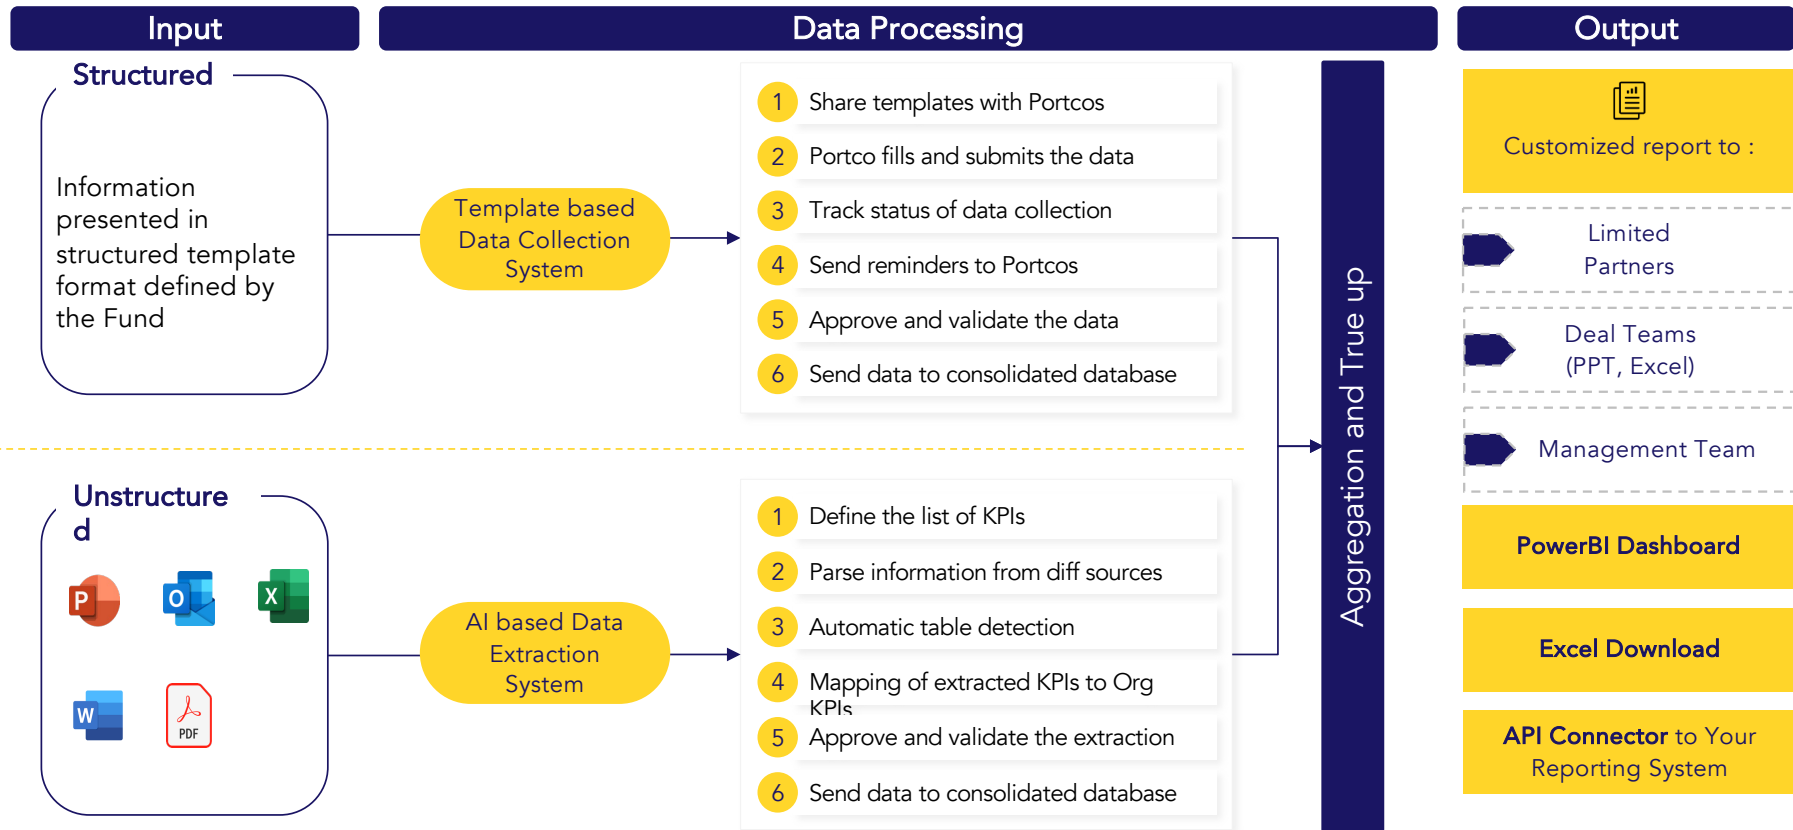 Input
Data Processing
Output
Structured
Information
presented in
structured template
format defined by
the Fund
Template based
Data Collection
System
1 Share templates with Portcos
2 Portco fills and submits the data
3 Track status of data collection
4 Send reminders to Portcos
5 Approve and validate the data
6 Send data to consolidated database
Unstructure
d
P
O
X
W
PDF
AI based Data
Extraction
System
1 Define the list of KPIs
2 Parse information from diff sources
3 Automatic table detection
4 Mapping of extracted KPIs to Org
KPIs
5 Approve and validate the extraction
6 Send data to consolidated database
Aggregation and True up
Customized report to :
Limited
Partners
Deal Teams
(PPT, Excel)
Management Team
PowerBI Dashboard
Excel Download
API Connector to Your
Reporting System